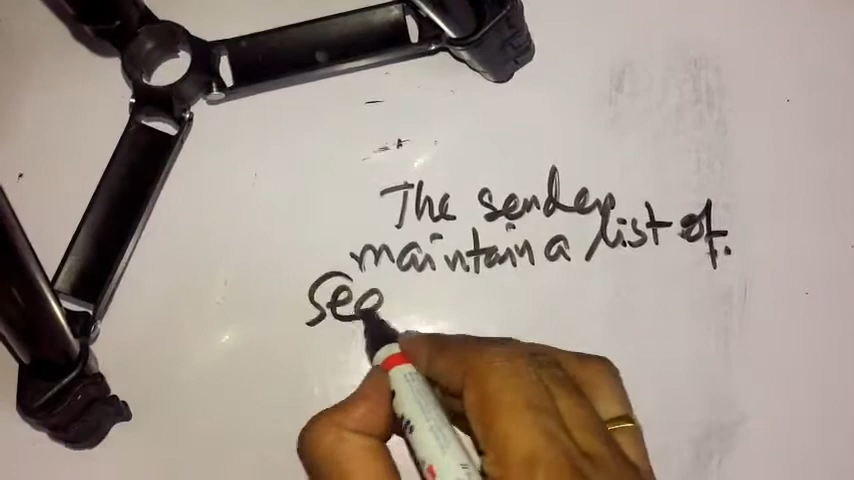 The sender
maintain a list of.
Seq